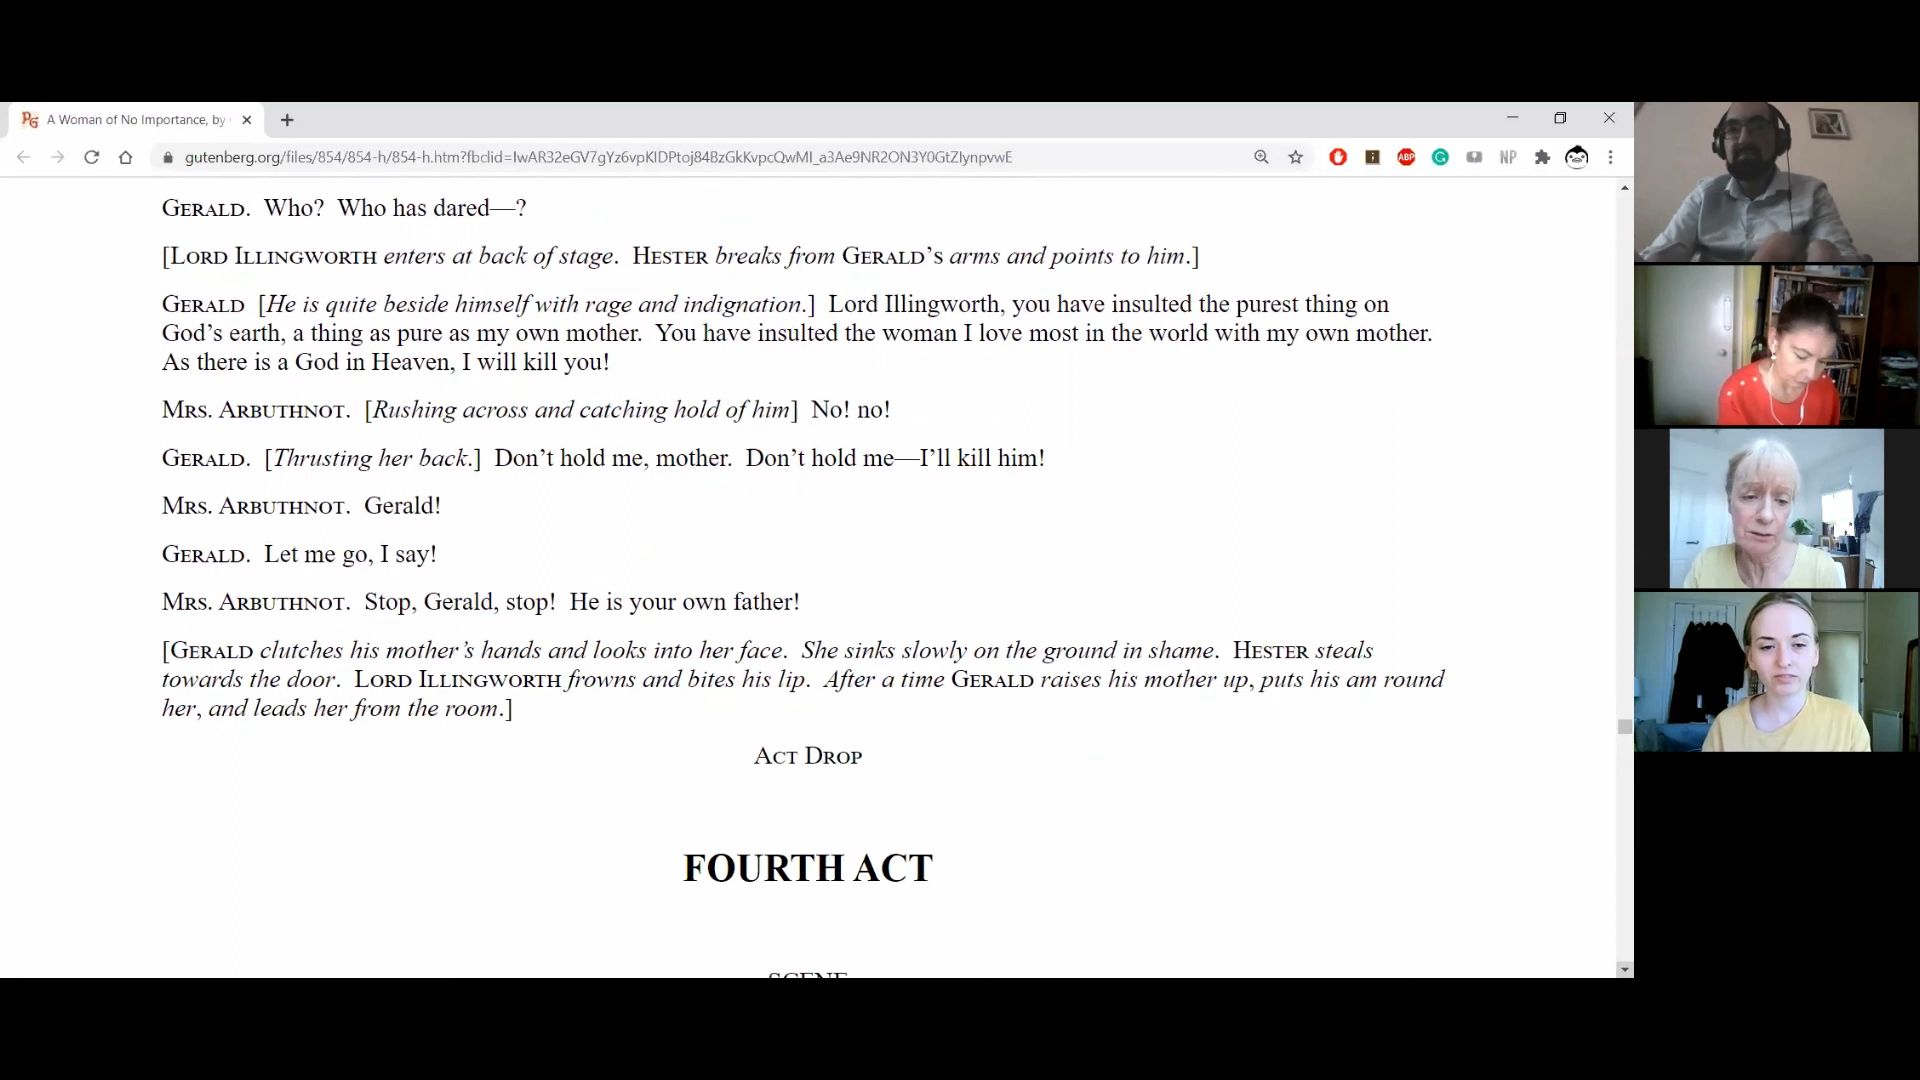 A Woman of No Importance, by
gutenberg.org/files/854/854-h/854-h.htm?fbclid=IwAR32eGV7gYz6vpKIDPtoj84BzGkKvpcQwMI_a3Ae9NR2ON3Y0GtZIynpvwE
ABP
NP
GERALD. Who? Who has dared—?
[LORD ILLINGWORTH enters at back of stage. HESTER breaks from GERALD’S arms and points to him.]
GERALD [He is quite beside himself with rage and indignation.] Lord Illingworth, you have insulted the purest thing on
God’s earth, a thing as pure as my own mother. You have insulted the woman I love most in the world with my own mother.
As there is a God in Heaven, I will kill you!
MRS. ARBUTHNOT. [Rushing across and catching hold of him] No! no!
GERALD. [Thrusting her back.] Don’t hold me, mother. Don’t hold me—I’ll kill him!
MRS. ARBUTHNOT. Gerald!
GERALD. Let me go, I say!
MRS. ARBUTHNOT. Stop, Gerald, stop! He is your own father!
[GERALD clutches his mother’s hands and looks into her face. She sinks slowly on the ground in shame. HESTER steals
towards the door. LORD ILLINGWORTH frowns and bites his lip. After a time GERALD raises his mother up, puts his am round
her, and leads her from the room.]
ACT DROP
FOURTH ACT
SCENE